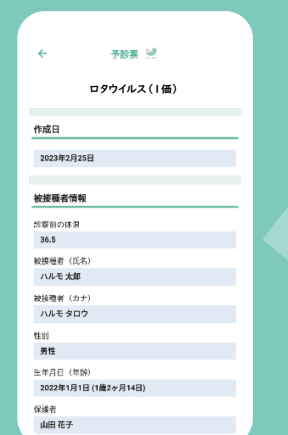 予診票
ロタウイルス(1価)
作成日
2023年2月25日
被接種者情報
診察前の体温
36.5
被接種者(氏名)
ハルモ 太郎
被接種者(カナ)
ハルモ タロウ
性別
男性
生年月日(年齢)
2022年1月1日 (1歳2ヶ月14日)
保護者
山田 花子